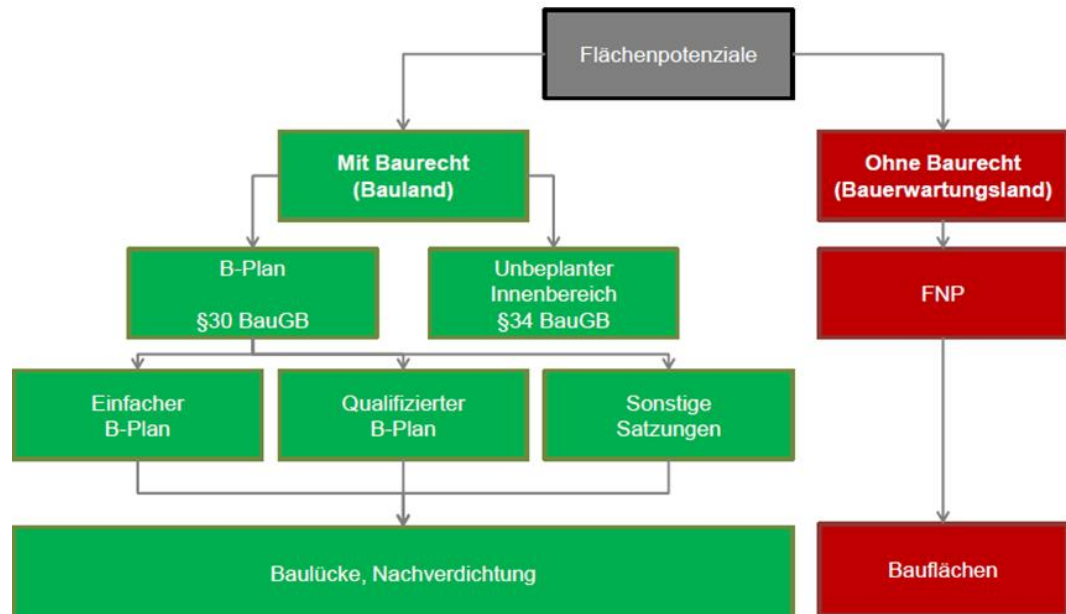 Flächenpotenziale
Mit Baurecht
(Bauland)
Ohne Baurecht
(Bauerwartungsland)
B-Plan
§30 BauGB
Unbeplanter
Innenbereich
§34 BauGB
FNP
Einfacher
B-Plan
Qualifizierter
B-Plan
Sonstige
Satzungen
Baulücke, Nachverdichtung
Bauflächen